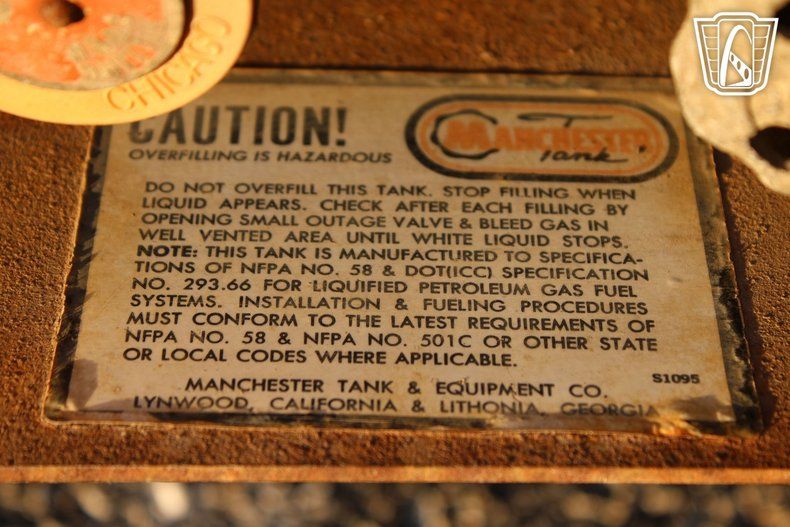 CHICAGO
CAUTION!
OVERFILLING IS HAZARDOUS
MANCHESTER
Tank
DO NOT OVERFILL THIS TANK. STOP FILLING WHEN
LIQUID APPEARS. CHECK AFTER EACH FILLING BY
OPENING SMALL OUTAGE VALVE & BLEED GAS IN
WELL VENTED AREA UNTIL WHITE LIQUID STOPS.
NOTE: THIS TANK IS MANUFACTURED TO SPECIFICA-
TIONS OF NFPA NO. 58 & DOT(ICC) SPECIFICATION
NO. 293.66 FOR LIQUIFIED PETROLEUM GAS FUEL
SYSTEMS. INSTALLATION & FUELING PROCEDURES
MUST CONFORM TO THE LATEST REQUIREMENTS OF
NFPA NO. 58 & NFPA NO. 501C OR OTHER STATE
OR LOCAL CODES WHERE APPLICABLE.
S1095
MANCHESTER TANK & EQUIPMENT CO.
LYNWOOD, CALIFORNIA & LITHONIA, GEORGIA